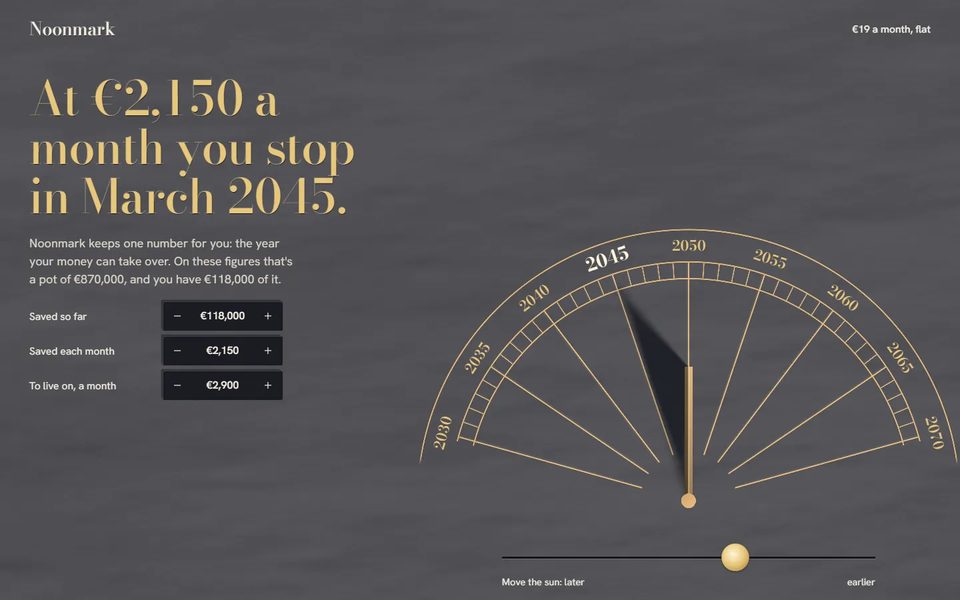 Noonmark
€19 a month, flat
At €2,150 a
month you stop
in March 2045.
Noonmark keeps one number for you: the year
your money can take over. On these figures that's
a pot of €870,000, and you have €118,000 of it.
Saved so far
− €118,000 +
Saved each month
− €2,150 +
To live on, a month
− €2,900 +
2030
2035
2040
2045
2050
2055
2060
2065
2070
Move the sun: later
earlier